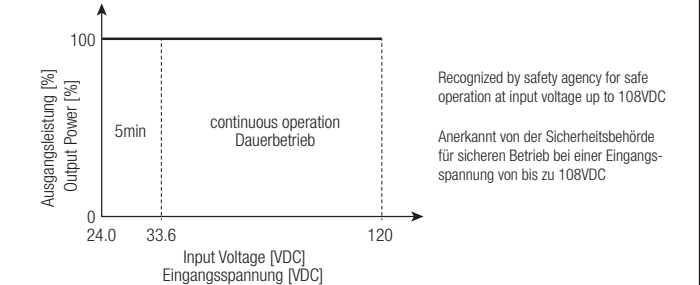 Ausgangsleistung [%]
Output Power [%]
100
0
5min
continuous operation
Dauerbetrieb
24.0
33.6
120
Input Voltage [VDC]
Eingangsspannung [VDC]
Recognized by safety agency for safe
operation at input voltage up to 108VDC
Anerkannt von der Sicherheitsbehörde
für sicheren Betrieb bei einer Eingangs-
spannung von bis zu 108VDC